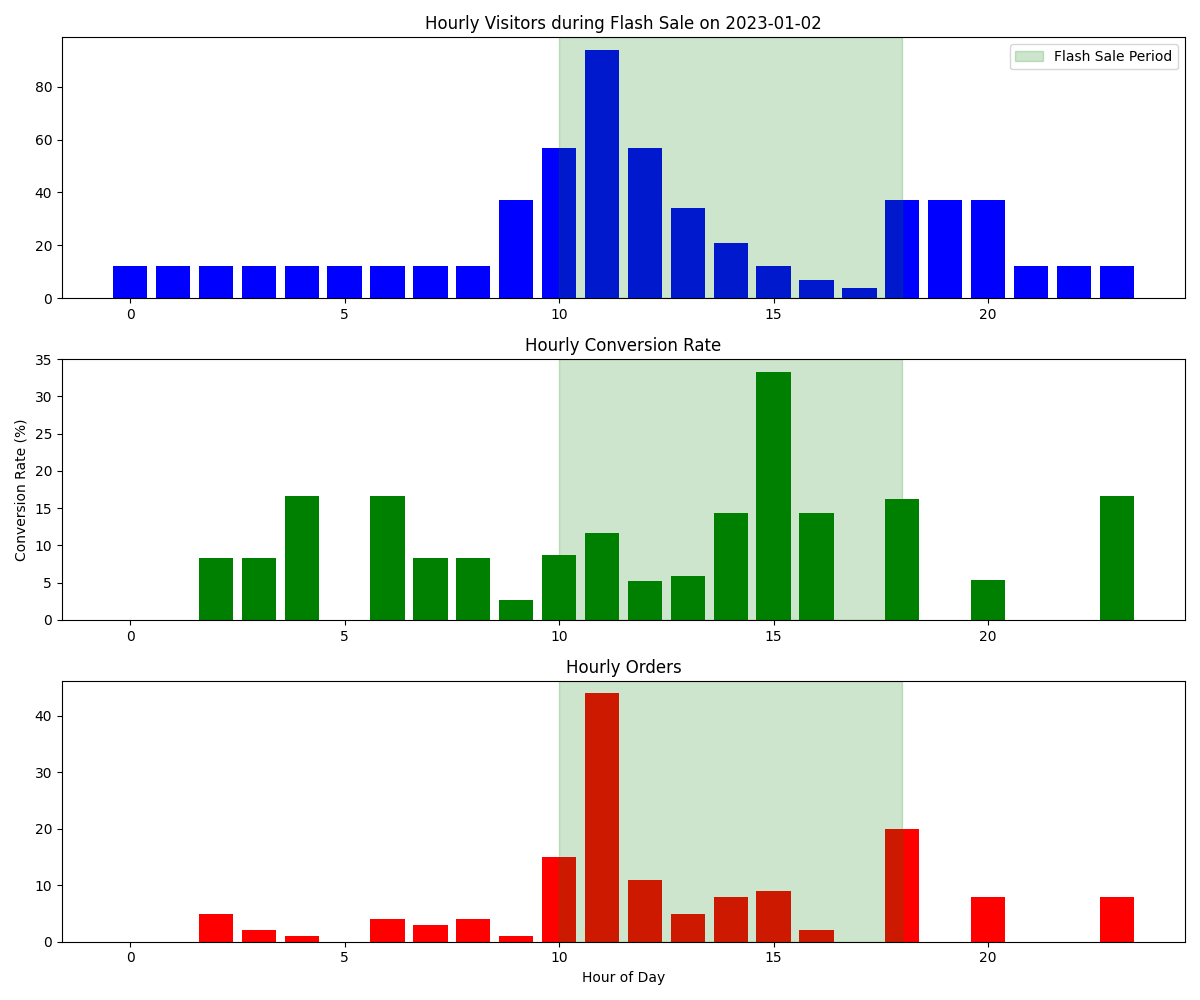 Hourly Visitors during Flash Sale on 2023-01-02
Flash Sale Period
80
60
40
20
0
0 5 10 15 20
Hourly Conversion Rate
Conversion Rate (%)
35
30
25
20
15
10
5
0
0 5 10 15 20
Hourly Orders
40
30
20
10
0
0 5 10 15 20
Hour of Day